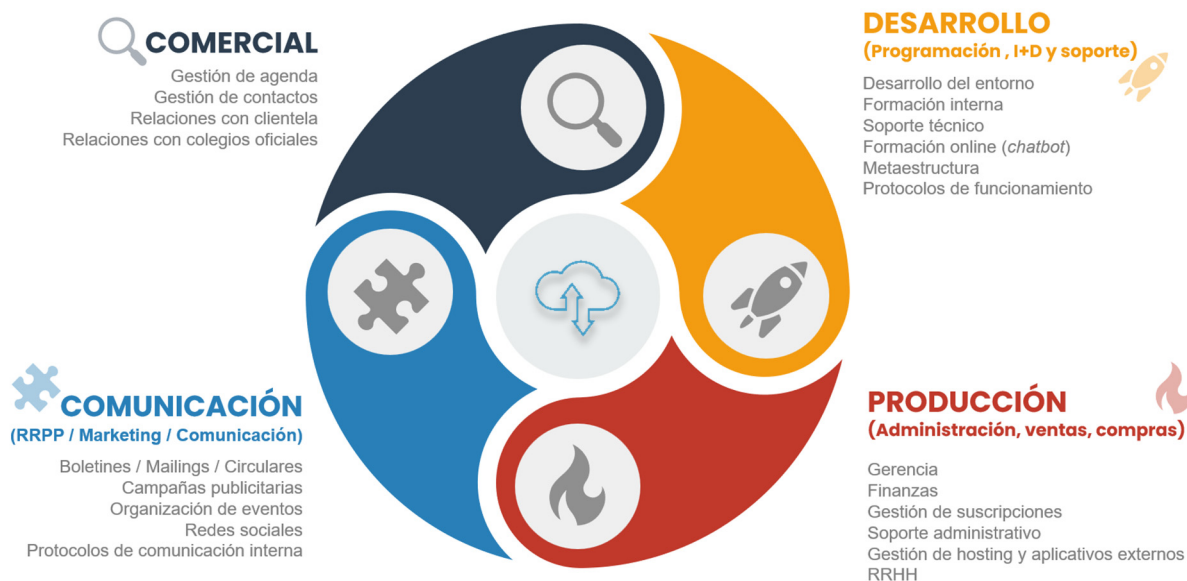 COMERCIAL
Gestión de agenda
Gestión de contactos
Relaciones con clientela
Relaciones con colegios oficiales
DESARROLLO
(Programación , I+D y soporte)
Desarrollo del entorno
Formación interna
Soporte técnico
Formación online (chatbot)
Metaestructura
Protocolos de funcionamiento
COMUNICACIÓN
(RRPP / Marketing / Comunicación)
Boletines / Mailings / Circulares
Campañas publicitarias
Organización de eventos
Redes sociales
Protocolos de comunicación interna
PRODUCCIÓN
(Administración, ventas, compras)
Gerencia
Finanzas
Gestión de suscripciones
Soporte administrativo
Gestión de hosting y aplicativos externos
RRHH